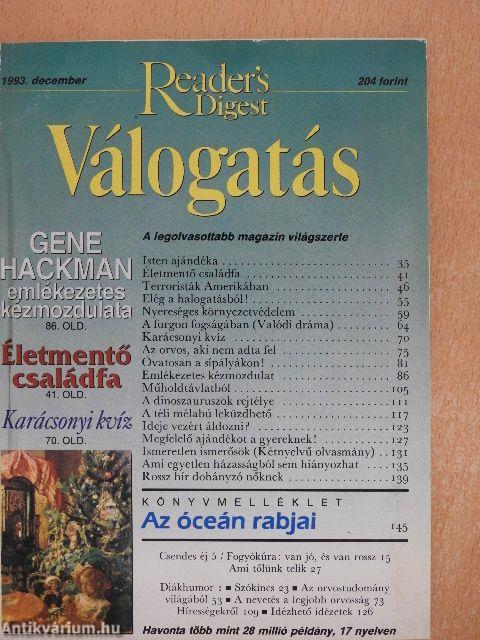 1993. december
Reader's
Digest
204 forint
Válogatás
GENE
HACKMAN
emlékezetes
kézmozdulata
86. OLD.
Életmentő
családfa
41. OLD.
Karácsonyi kvíz
70. OLD.
A legolvasottabb magazin világszerte
Isten ajándéka 35
Életmentő családfa 41
Terroristák Amerikában 46
Elég a halogatásból! 55
Nyereséges környezetvédelem 59
A furgon fogságában (Valódi dráma) 64
Karácsonyi kvíz 70
Az orvos, aki nem adta fel 75
Óvatosan a sípályákon! 81
Emlékezetes kézmozdulat 86
Műholdtávlatból 105
A dinoszauruszok rejtélye 111
A téli mélabú leküzdhető 117
Ideje vezért áldozni? 123
Megfelelő ajándékot a gyereknek! 127
Ismeretlen ismerősök (Kétnyelvű olvasmány) 131
Ami egyetlen házasságból sem hiányozhat 135
Rossz hír dohányzó nőknek 139
KÖNYVMELLÉKLET
Az óceán rabjai 145
Csendes éj 5 / Fogyókúra: van jó, és van rossz 15
Ami tőlünk telik 27
Diákhumor 1 ■ Szókincs 23 ■ Az orvostudomány
világából 53 ■ A nevetés a legjobb orvosság 73
Hírességekről 109 ■ Idézhető idézetek 126
Havonta több mint 28 millió példány, 17 nyelven
Antikvárium.hu